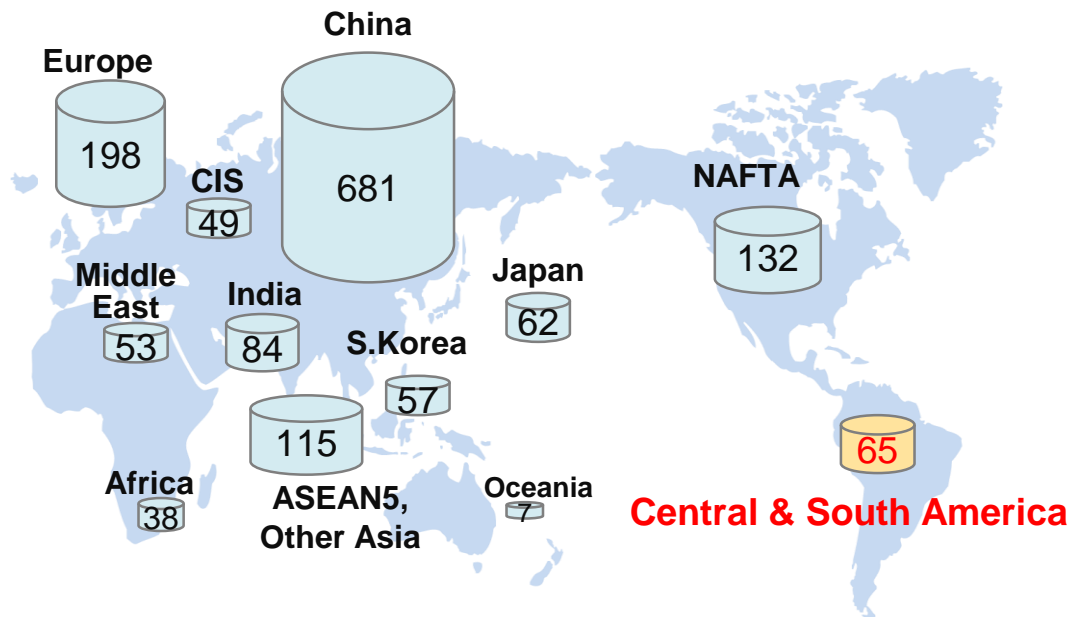 China
681
Europe
198
CIS
49
NAFTA
132
Middle
East
53
India
84
Japan
62
S.Korea
57
115
ASEAN5,
Other Asia
Africa
38
Oceania
7
65
Central & South America